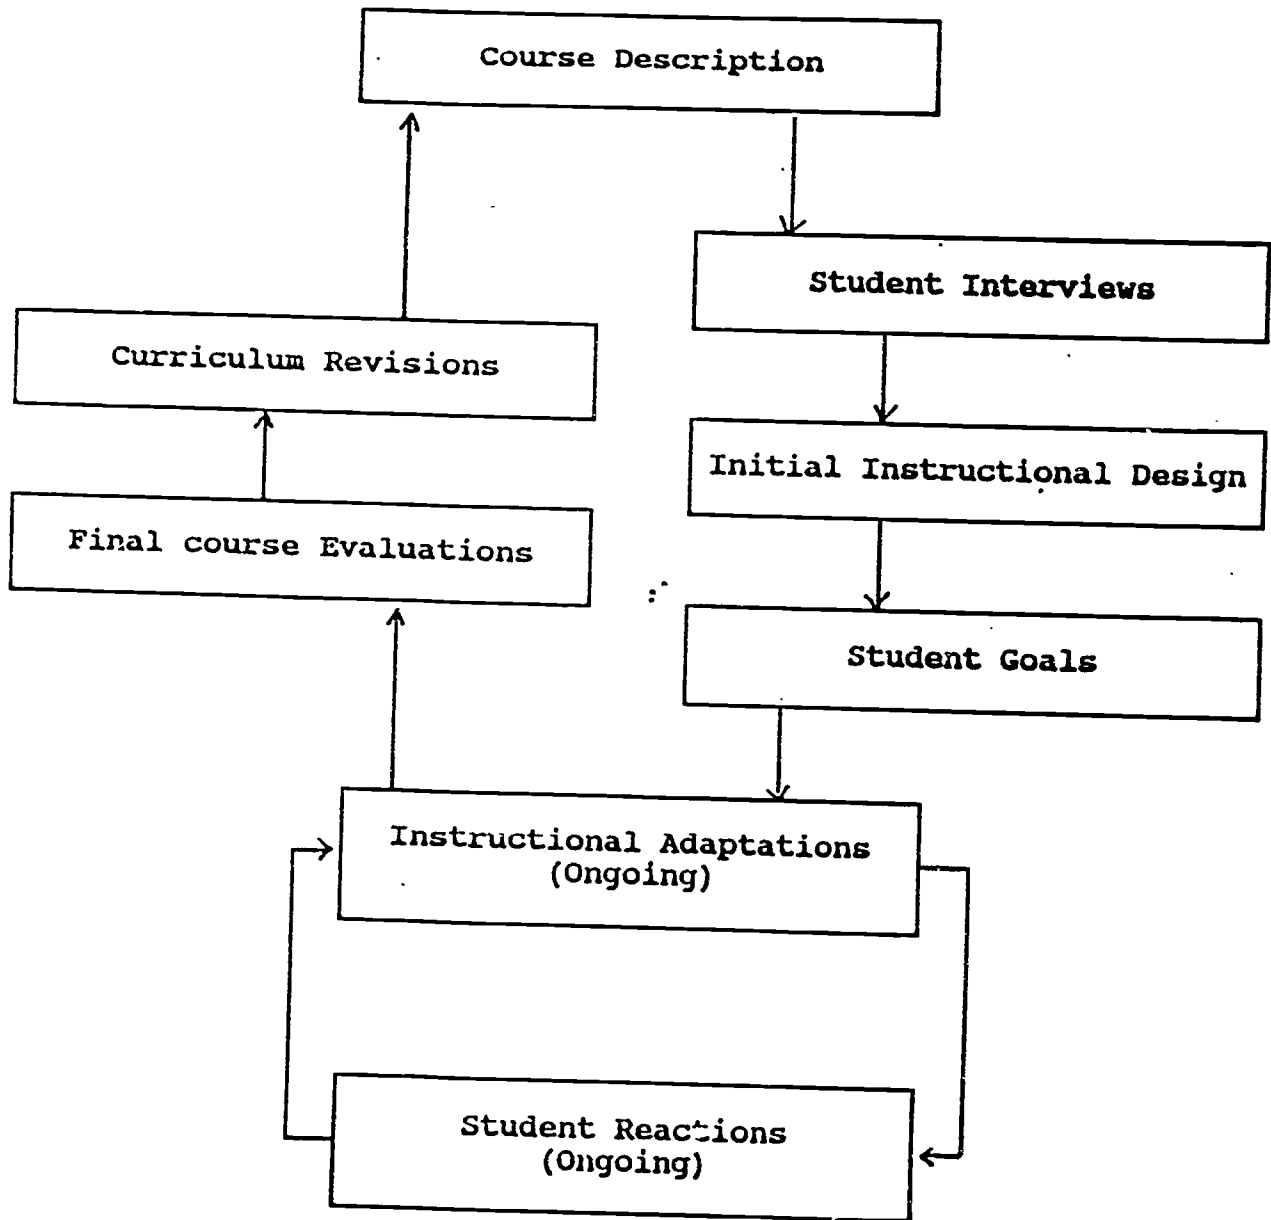 Course Description
Student Interviews
Curriculum Revisions
Initial Instructional Design
Final course Evaluations
Student Goals
Instructional Adaptations
(Ongoing)
Student Reactions
(Ongoing)